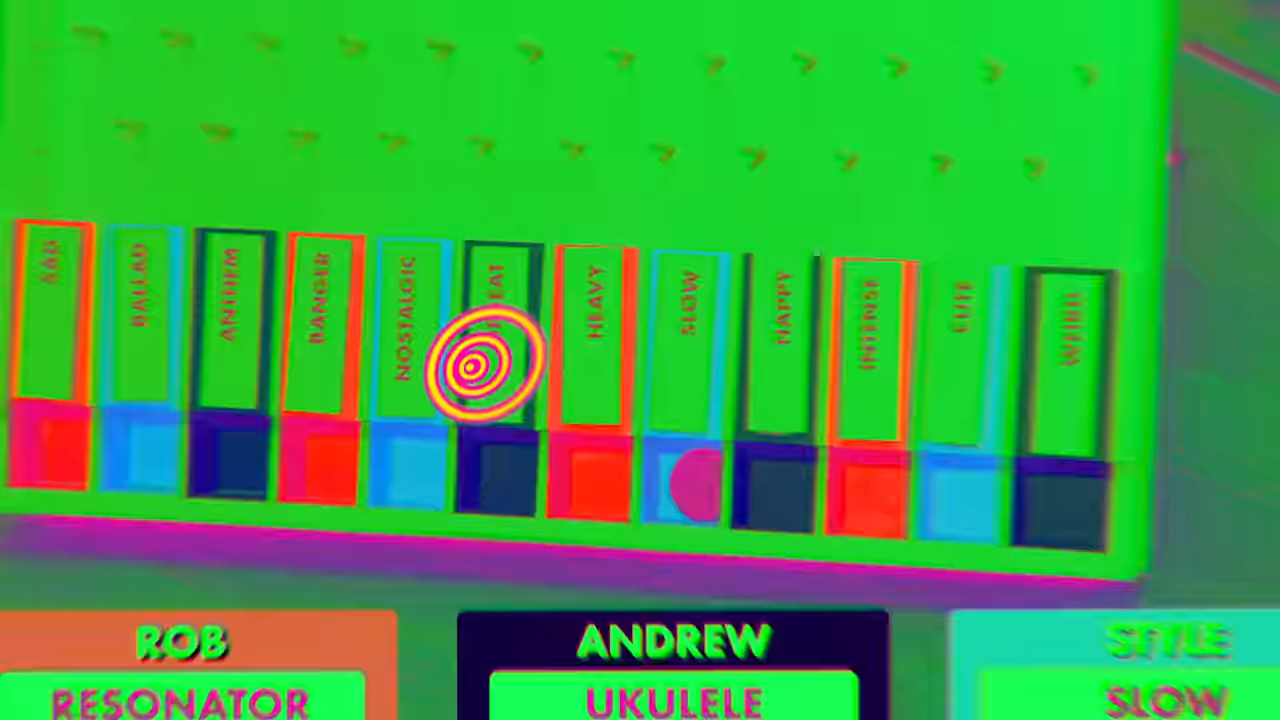 SAD
BALLAD
ANTHEM
BANGER
NOSTALGIC
HEAVY
SLOW
HAPPY
INTENSE
CUTE
WEIRD
ROB
RESONATOR
ANDREW
UKULELE
STYLE
SLOW